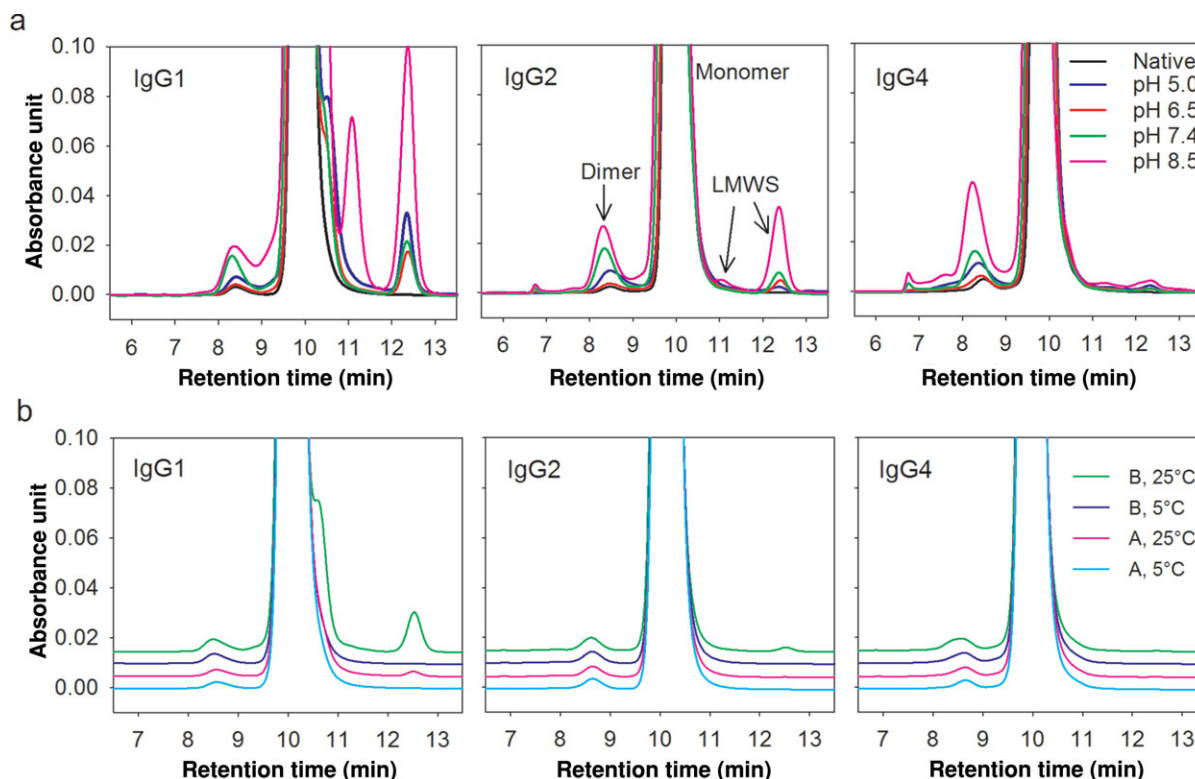 a
IgG1
IgG2
IgG4
Monomer
Dimer
LMWS
Native
pH 5.0
pH 6.5
pH 7.4
pH 8.5
Absorbance unit
0.10
0.08
0.06
0.04
0.02
0.00
6 7 8 9 10 11 12 13
6 7 8 9 10 11 12 13
6 7 8 9 10 11 12 13
Retention time (min)
Retention time (min)
Retention time (min)
b
IgG1
IgG2
IgG4
B, 25°C
B, 5°C
A, 25°C
A, 5°C
Absorbance unit
0.10
0.08
0.06
0.04
0.02
0.00
7 8 9 10 11 12 13
7 8 9 10 11 12 13
7 8 9 10 11 12 13
Retention time (min)
Retention time (min)
Retention time (min)